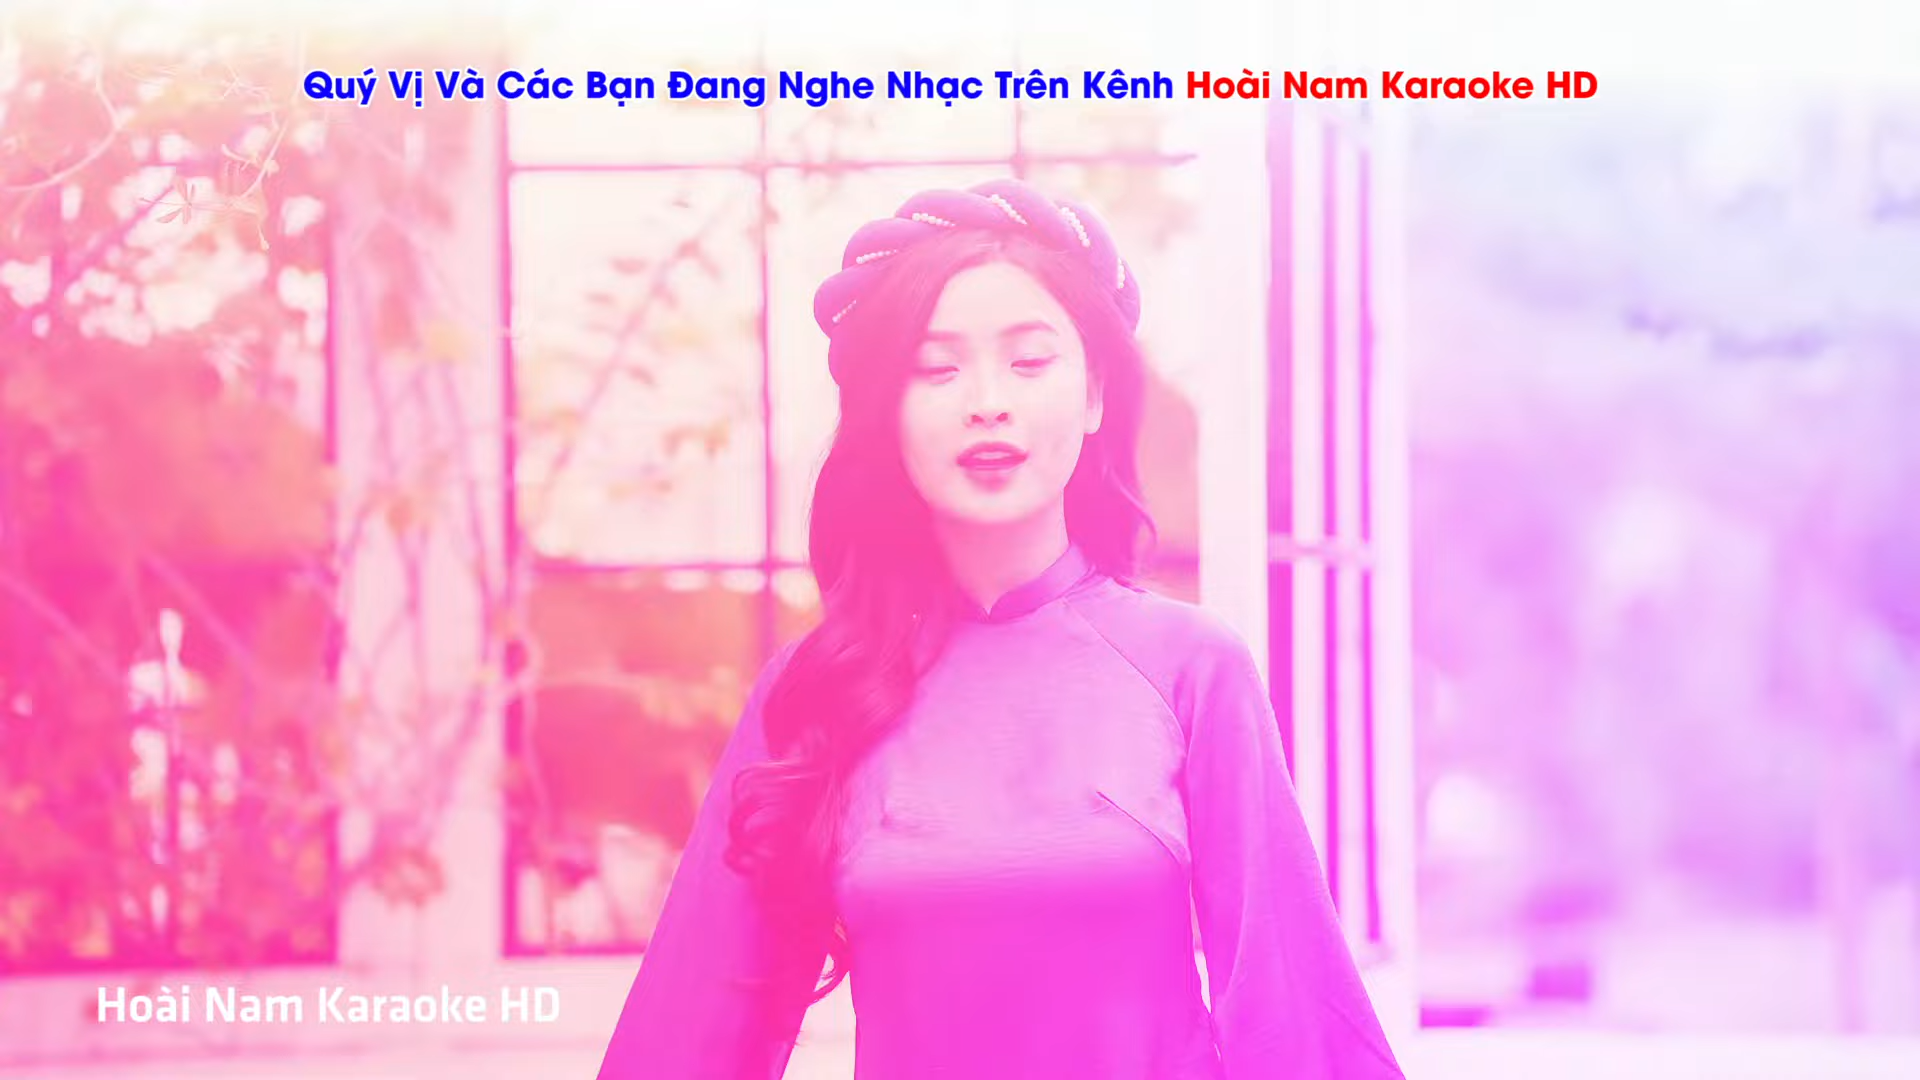 Quý Vị Và Các Bạn Đang Nghe Nhạc Trên Kênh Hoài Nam Karaoke HD
Hoài Nam Karaoke HD